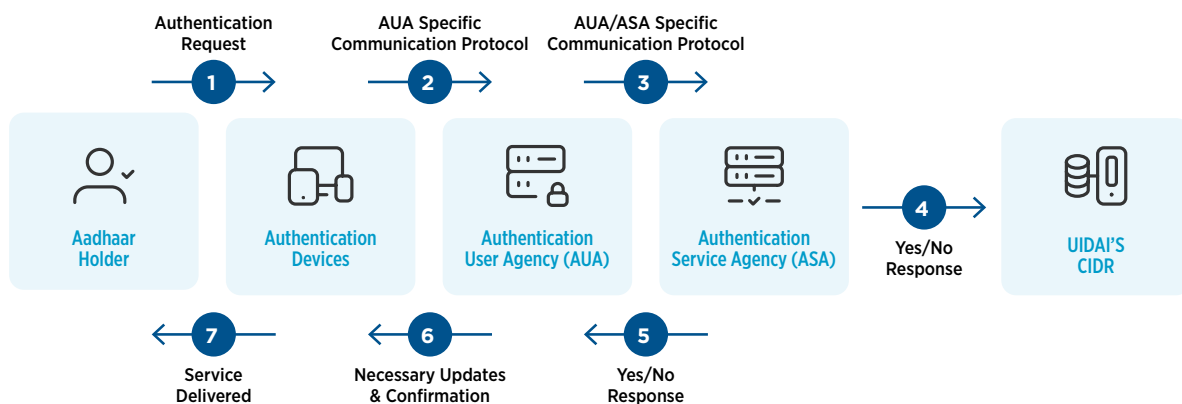 Authentication
Request
AUA Specific
Communication Protocol
AUA/ASA Specific
Communication Protocol
1
2
3
Aadhaar
Holder
Authentication
Devices
Authentication
User Agency (AUA)
Authentication
Service Agency (ASA)
4
Yes/No
Response
UIDAI'S
CIDR
7
6
5
Service
Delivered
Necessary Updates
& Confirmation
Yes/No
Response